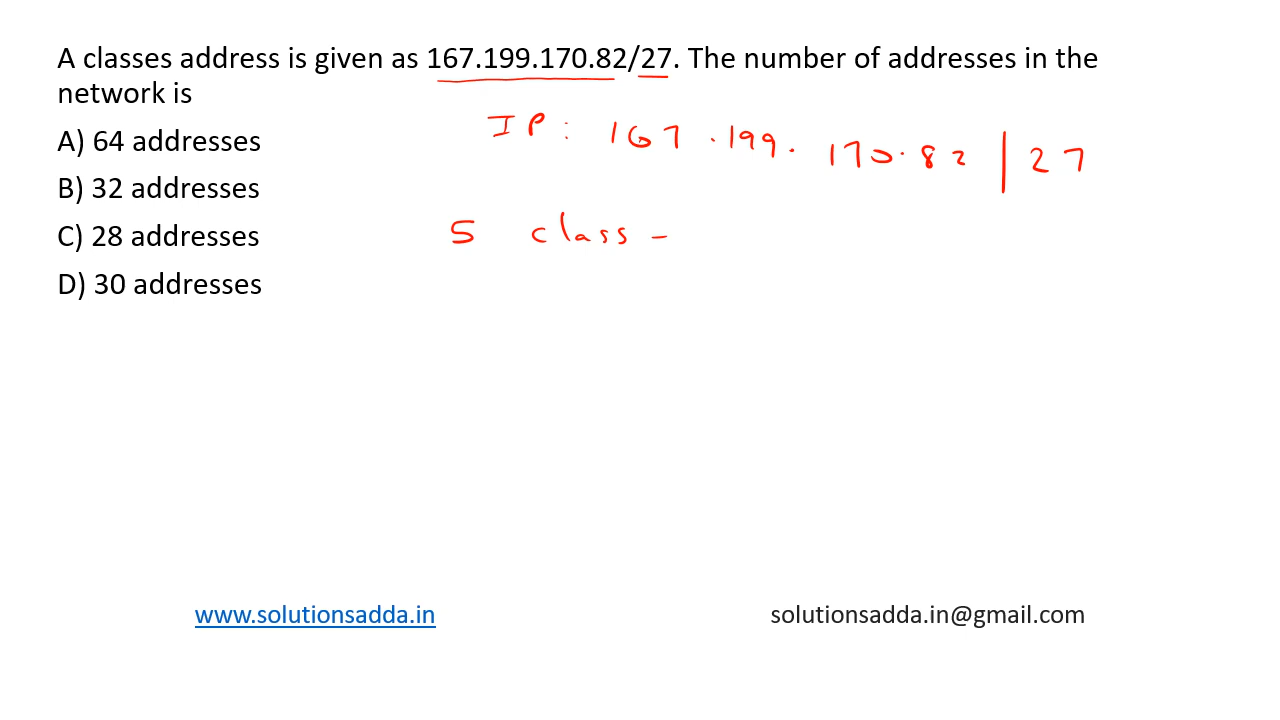 A classes address is given as 167.199.170.82/27. The number of addresses in the
network is
IP: 167.199.170.82/27
A) 64 addresses
B) 32 addresses
5 class -
C) 28 addresses
D) 30 addresses
www.solutionsadda.in
solutionsadda.in@gmail.com